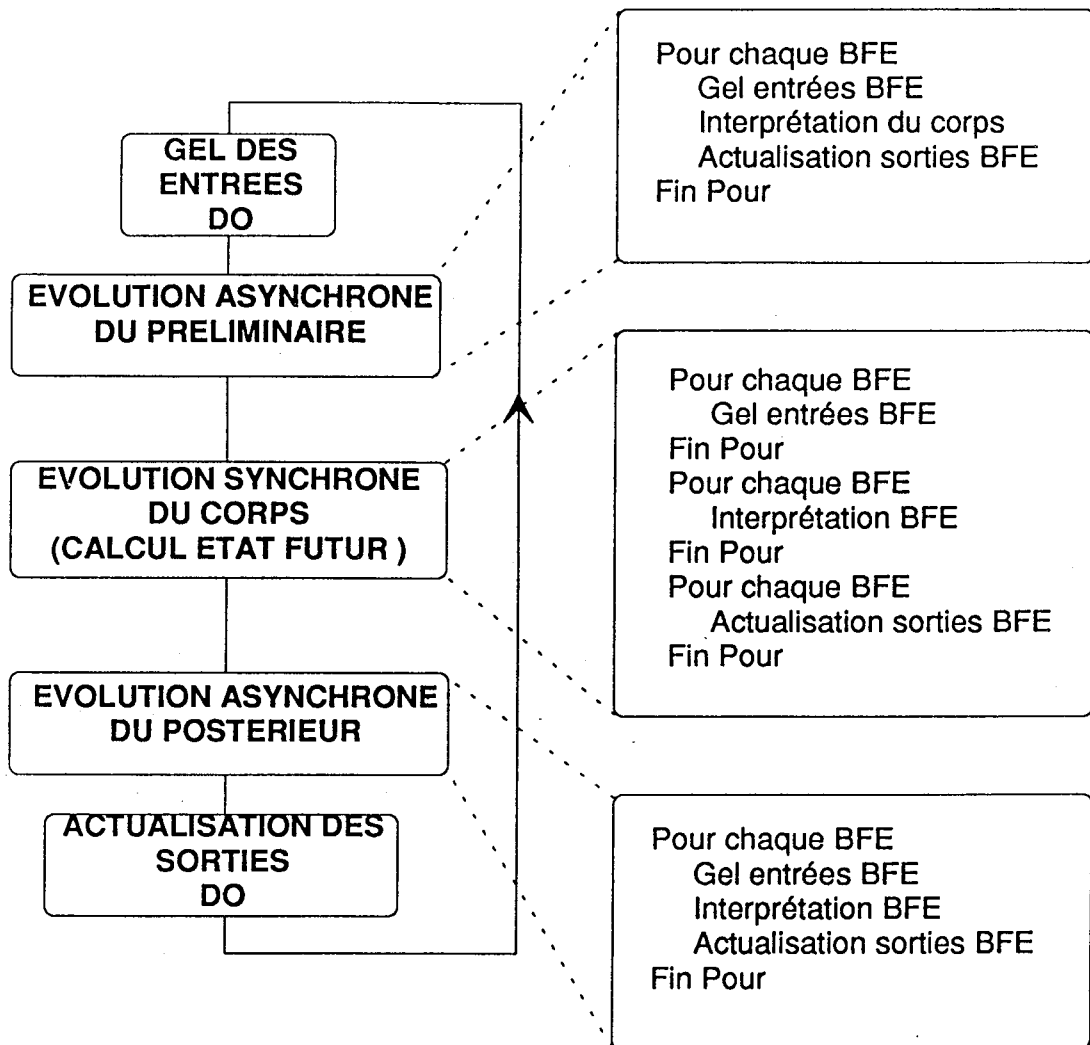 GEL DES
ENTREES
DO
EVOLUTION ASYNCHRONE
DU PRELIMINAIRE
EVOLUTION SYNCHRONE
DU CORPS
(CALCUL ETAT FUTUR )
EVOLUTION ASYNCHRONE
DU POSTERIEUR
ACTUALISATION DES
SORTIES
DO
Pour chaque BFE
Gel entrées BFE
Interprétation du corps
Actualisation sorties BFE
Fin Pour
Pour chaque BFE
Gel entrées BFE
Fin Pour
Pour chaque BFE
Interprétation BFE
Fin Pour
Pour chaque BFE
Actualisation sorties BFE
Fin Pour
Pour chaque BFE
Gel entrées BFE
Interprétation BFE
Actualisation sorties BFE
Fin Pour